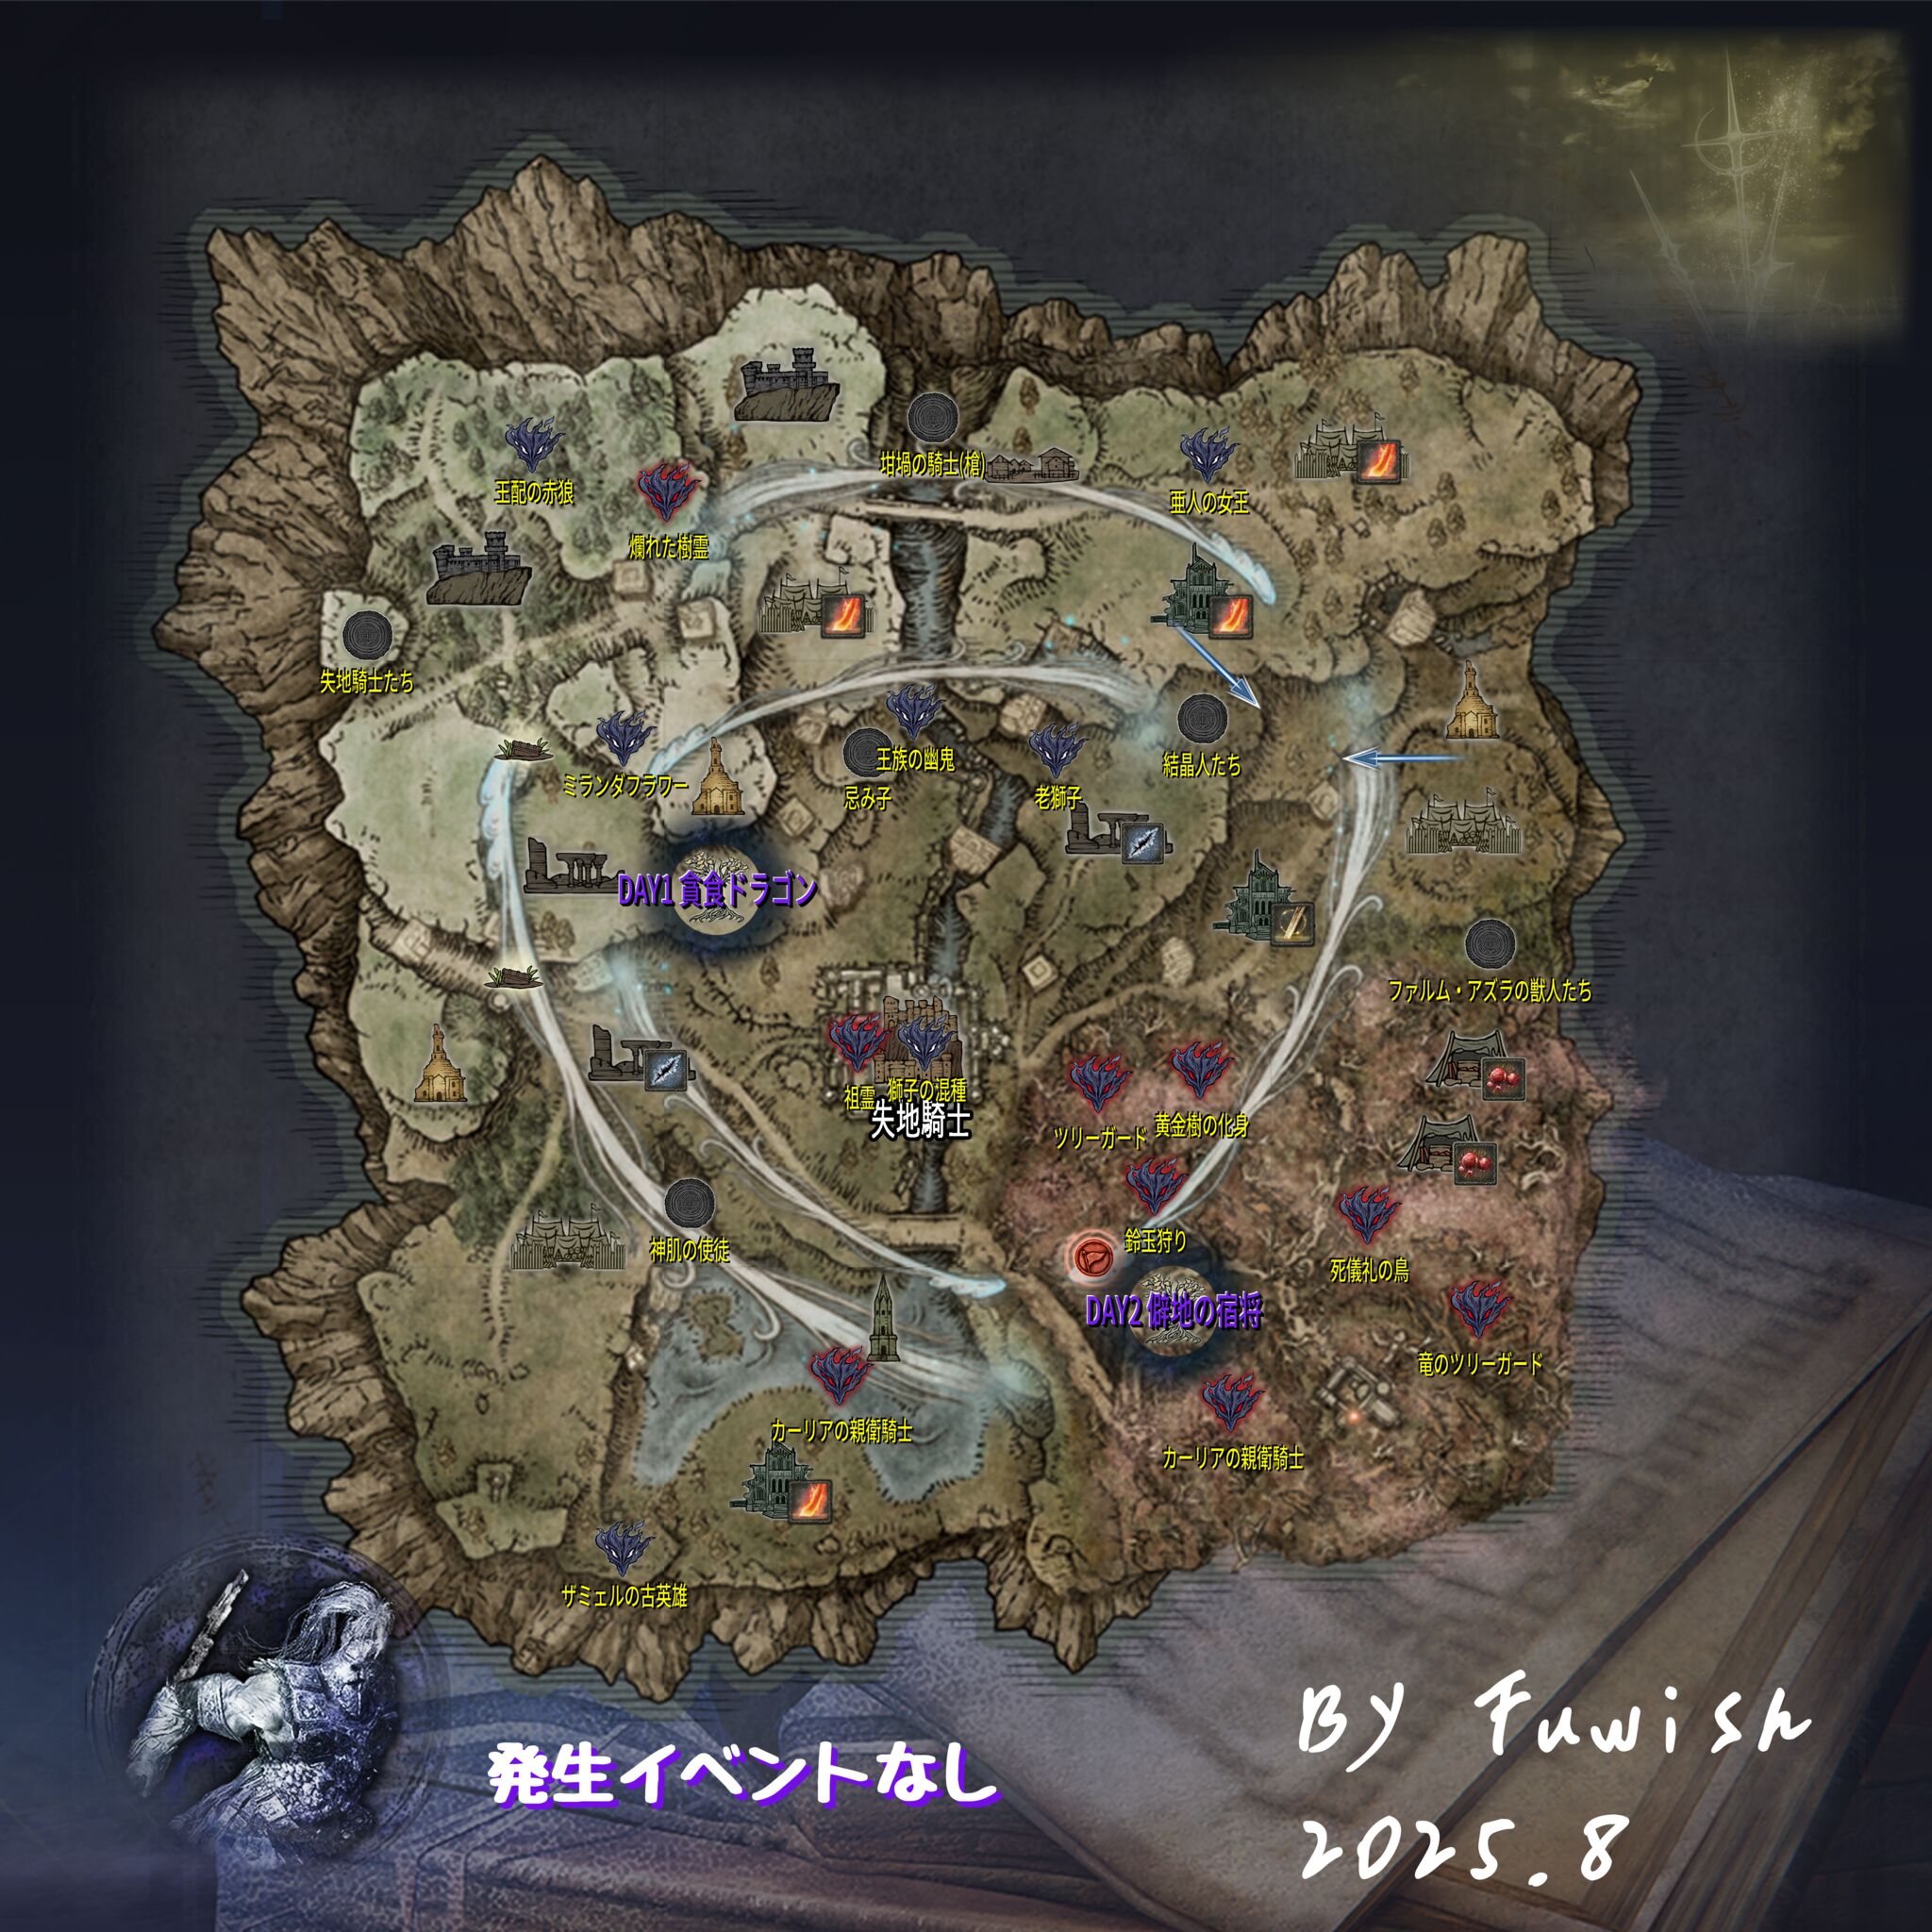 坩堝の騎士(槍)
王配の赤狼
亜人の女王
爛れた樹霊
失地騎士たち
王族の幽鬼
結晶人たち
ミランダフラワー
忌み子
老獅子
DAY1 貪食ドラゴン
ファルム・アズラの獣人たち
祖霊
獅子の混種
失地騎士
ツリーガード
黄金樹の化身
鈴玉狩り
神肌の使徒
死儀礼の鳥
DAY2 僻地の宿将
竜のツリーガード
カーリアの親衛騎士
カーリアの親衛騎士
ザミェルの古英雄
発生イベントなし
BY Fuwish
2025.8